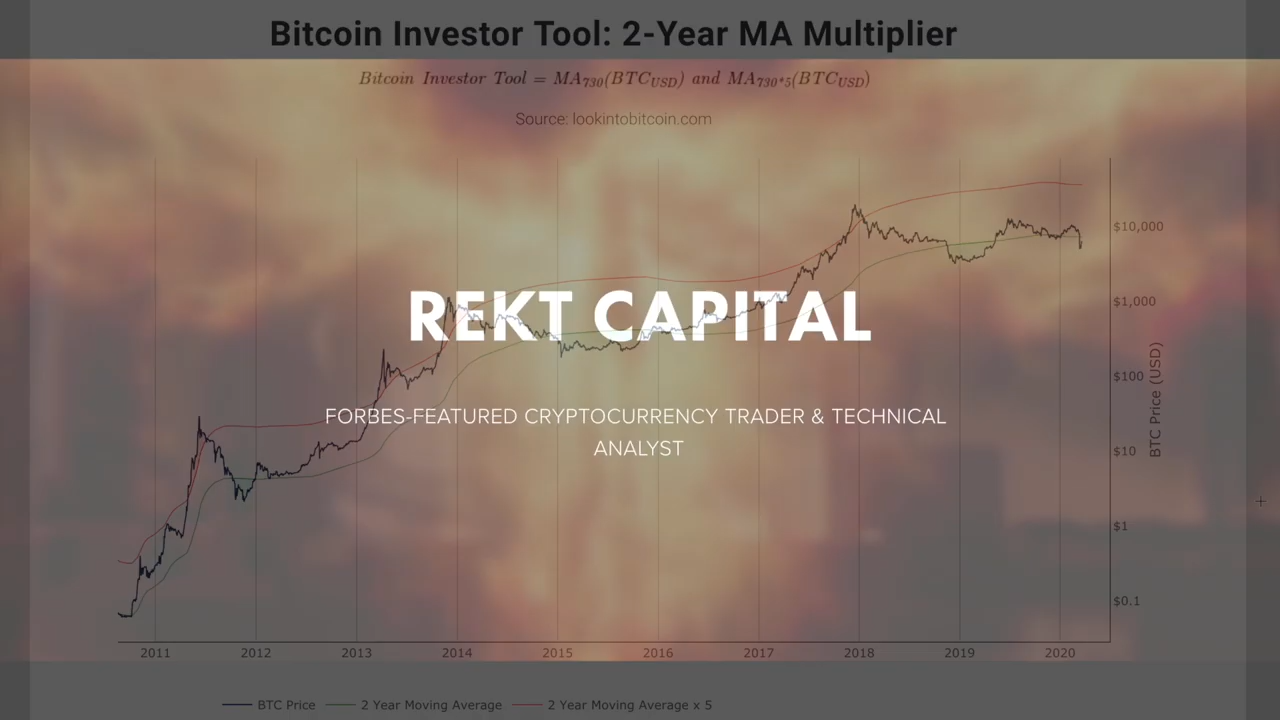 Bitcoin Investor Tool: 2-Year MA Multiplier
Bitcoin Investor Tool = MA730(BTCUSD) and MA730*5(BTCUSD)
Source: lookintobitcoin.com
$10,000
REKT CAPITAL
$1,000
$100
BTC Price (USD)
FORBES-FEATURED CRYPTOCURRENCY TRADER & TECHNICAL
ANALYST
$10
$1
$0.1
2011 2012 2013 2014 2015 2016 2017 2018 2019 2020
BTC Price 2 Year Moving Average 2 Year Moving Average x 5